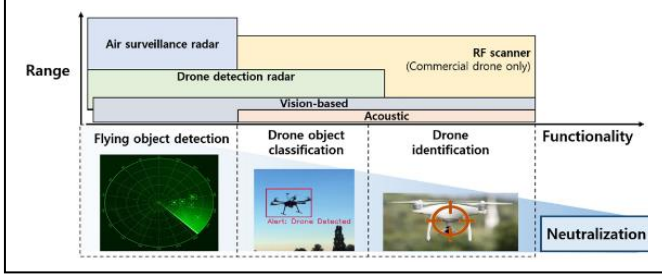 Range
Air surveillance radar
RF scanner
(Commercial drone only)
Drone detection radar
Vision-based
Acoustic
Flying object detection
Drone object
classification
Drone
identification
Functionality
Alert: Drone Detected
Neutralization